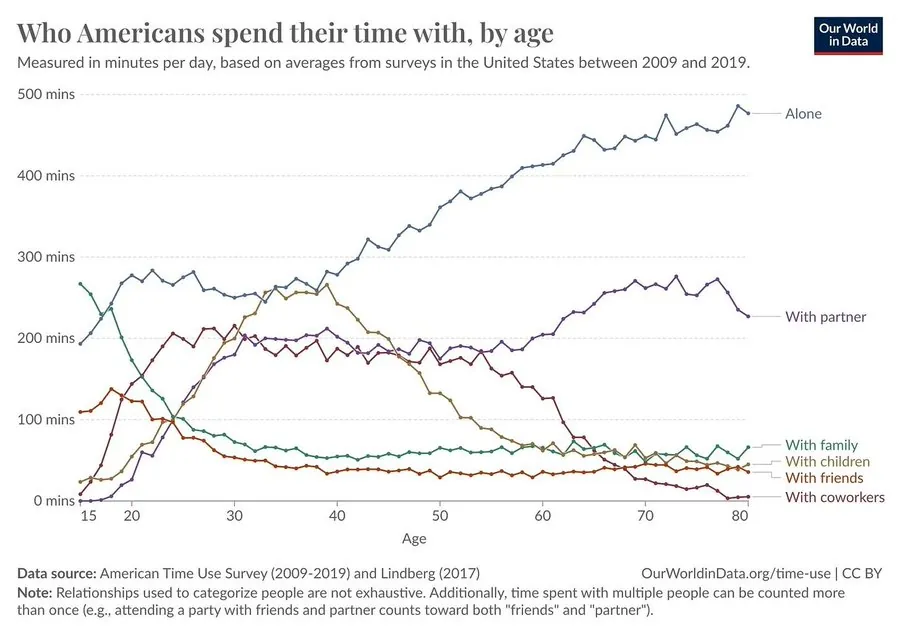 Who Americans spend their time with, by age
Our World
in Data
Measured in minutes per day, based on averages from surveys in the United States between 2009 and 2019.
500 mins
Alone
400 mins
300 mins
With partner
200 mins
100 mins
With family
With children
With friends
With coworkers
0 mins
15 20 30 40 50 60 70 80
Age
Data source: American Time Use Survey (2009-2019) and Lindberg (2017)
OurWorldinData.org/time-use | CC BY
Note: Relationships used to categorize people are not exhaustive. Additionally, time spent with multiple people can be counted more
than once (e.g., attending a party with friends and partner counts toward both "friends" and "partner").